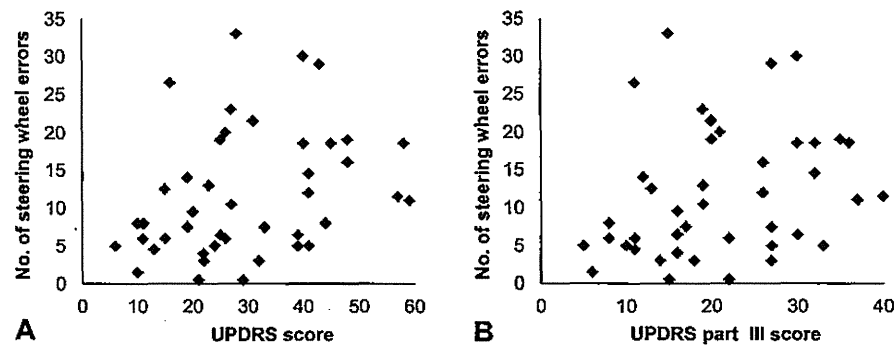 No. of steering wheel errors
35
30
25
20
15
10
5
0
0 10 20 30 40 50 60
A UPDRS score
No. of steering wheel errors
35
30
25
20
15
10
5
0
0 10 20 30 40
B UPDRS part III score